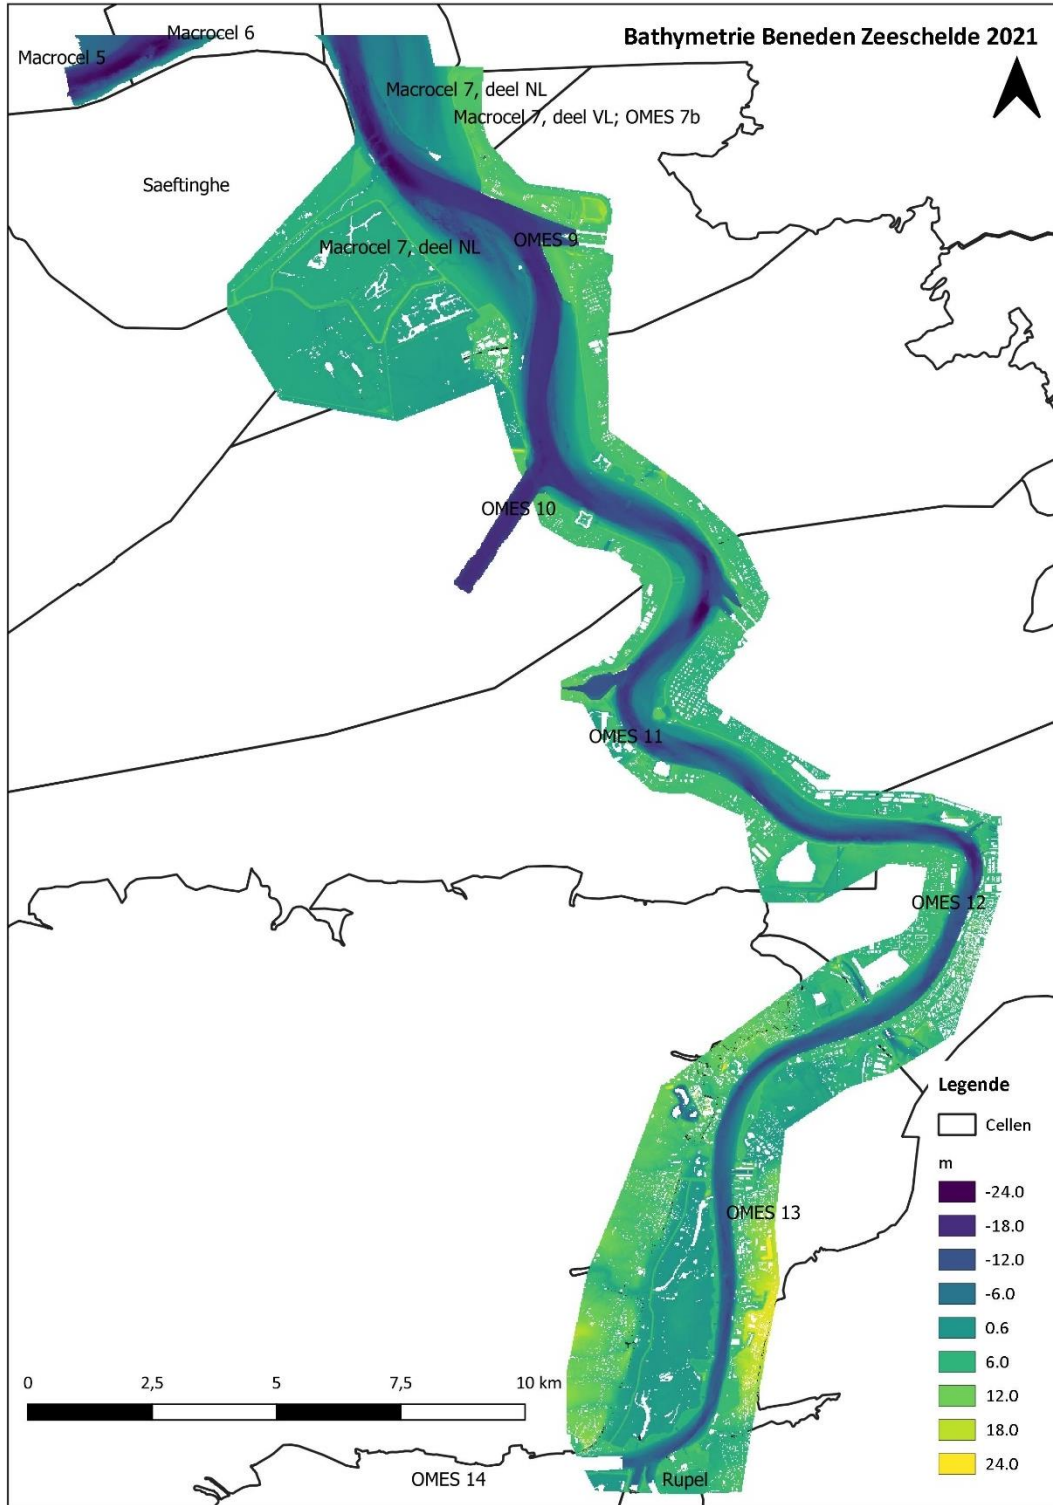 Bathymetrie Beneden Zeeschelde 2021
Macrocel 6
Macrocel 5
Macrocel 7, deel NL
Macrocel 7, deel VL; OMES 7b
Saeftinghe
OMES 9
Macrocel 7, deel NL
OMES 10
OMES 11
OMES 12
Legende
Cellen
m
-24.0
-18.0
-12.0
-6.0
0.6
6.0
12.0
18.0
24.0
OMES 13
0 2,5 5 7,5 10 km
OMES 14
Rupel